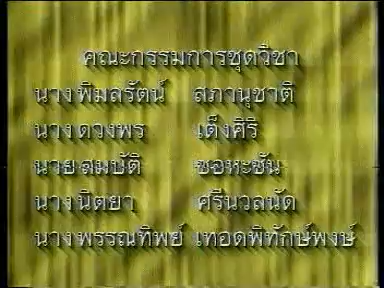 คณะกรรมการชุดวิชา
นางพิมลรัตน์ สภานุชาติ
นางดวงพร เต็งศิริ
นายสมบัติ ซอหะซัน
นางนิตยา ศรีนวลนัด
นางพรรณทิพย์ เทอดพิทักษ์พงษ์